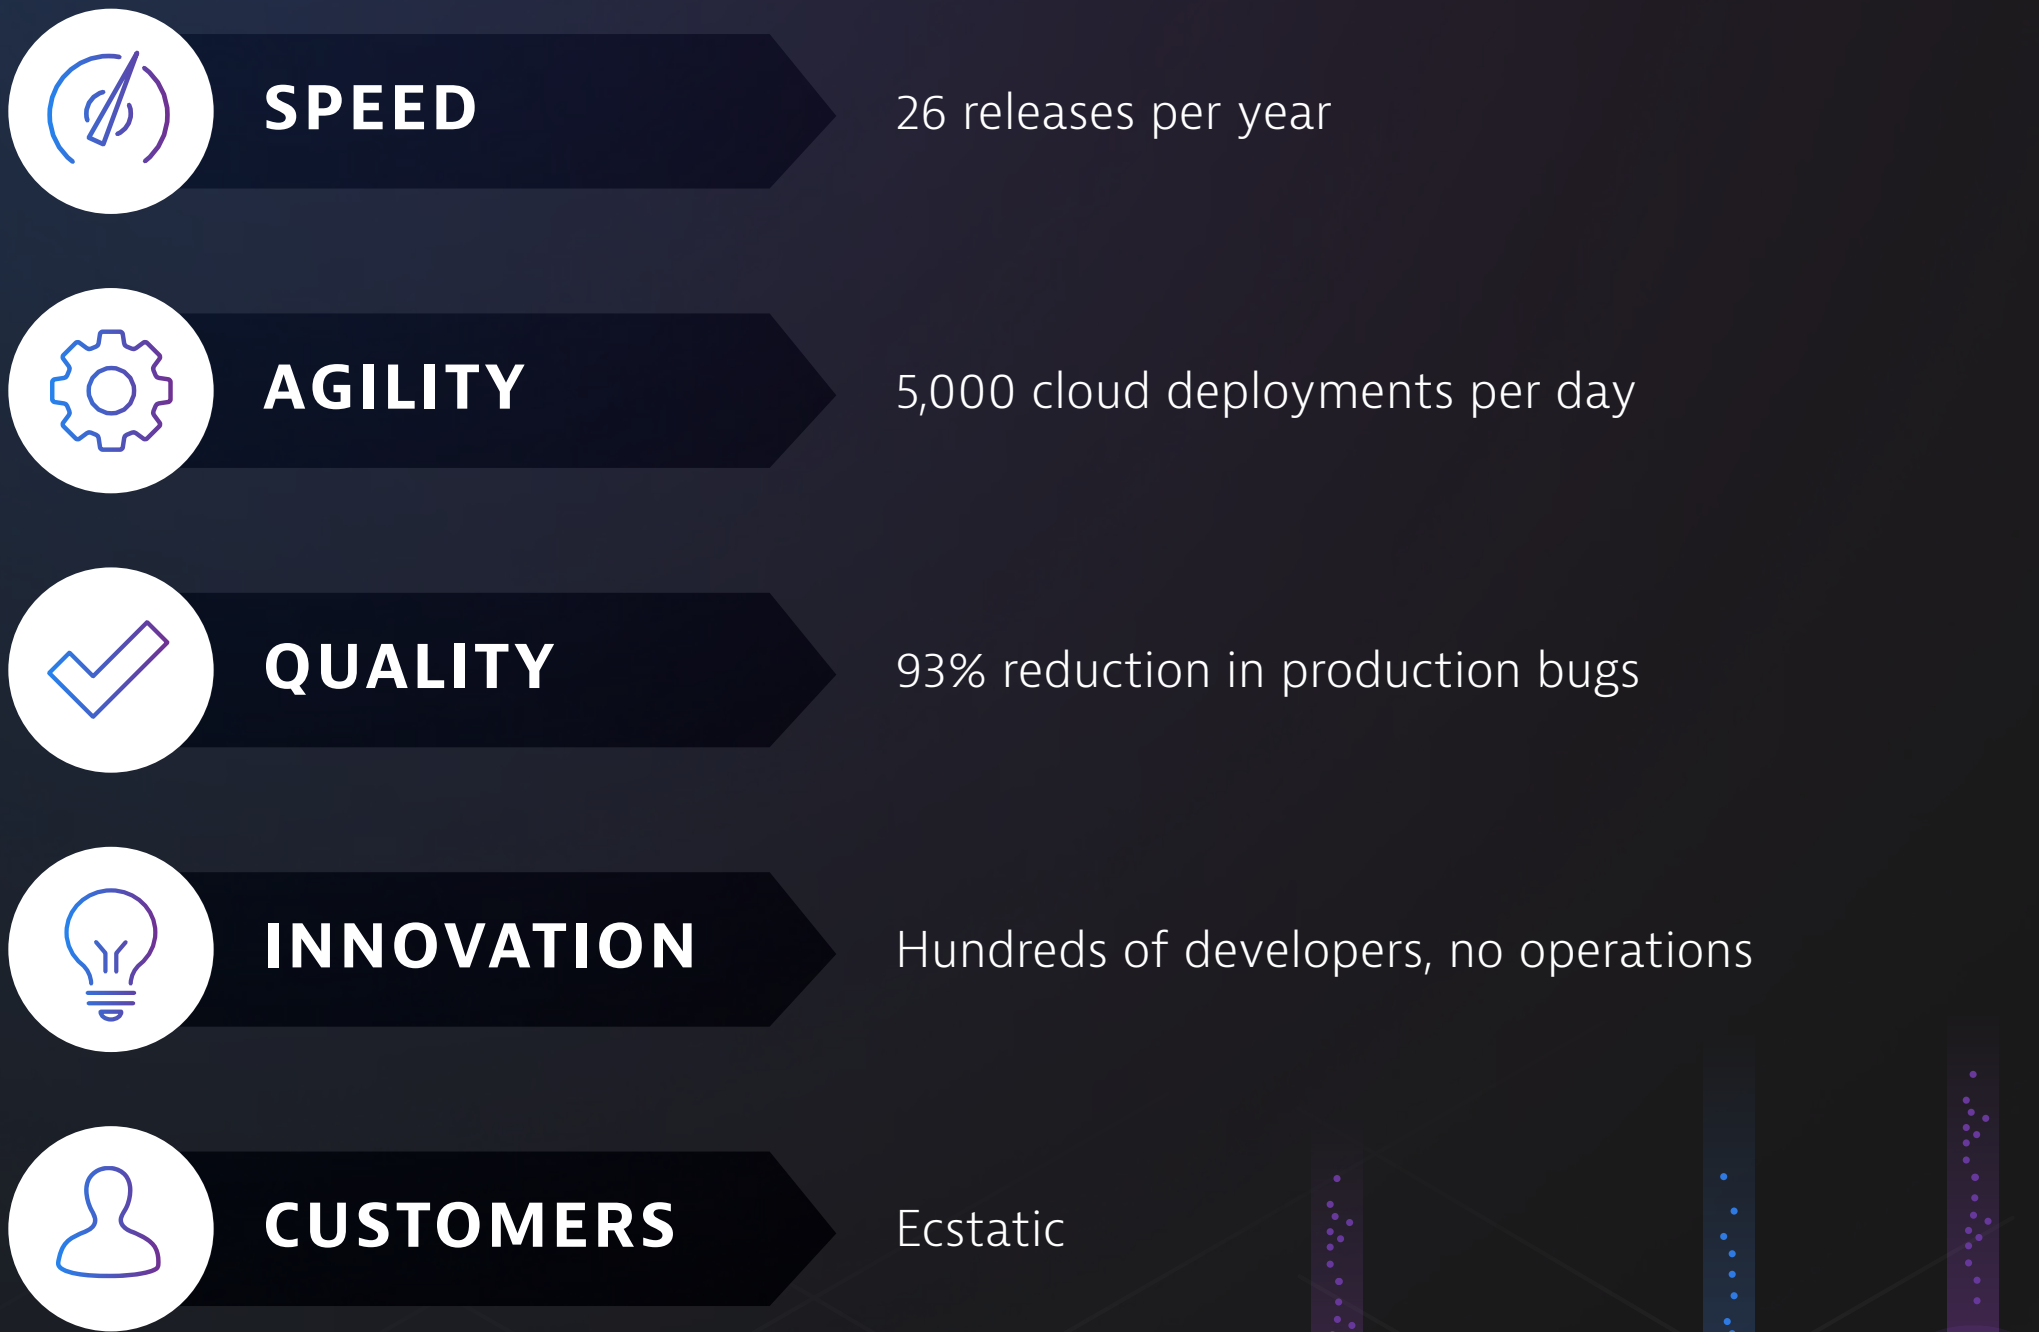 SPEED
26 releases per year
AGILITY
5,000 cloud deployments per day
QUALITY
93% reduction in production bugs
INNOVATION
Hundreds of developers, no operations
CUSTOMERS
Ecstatic